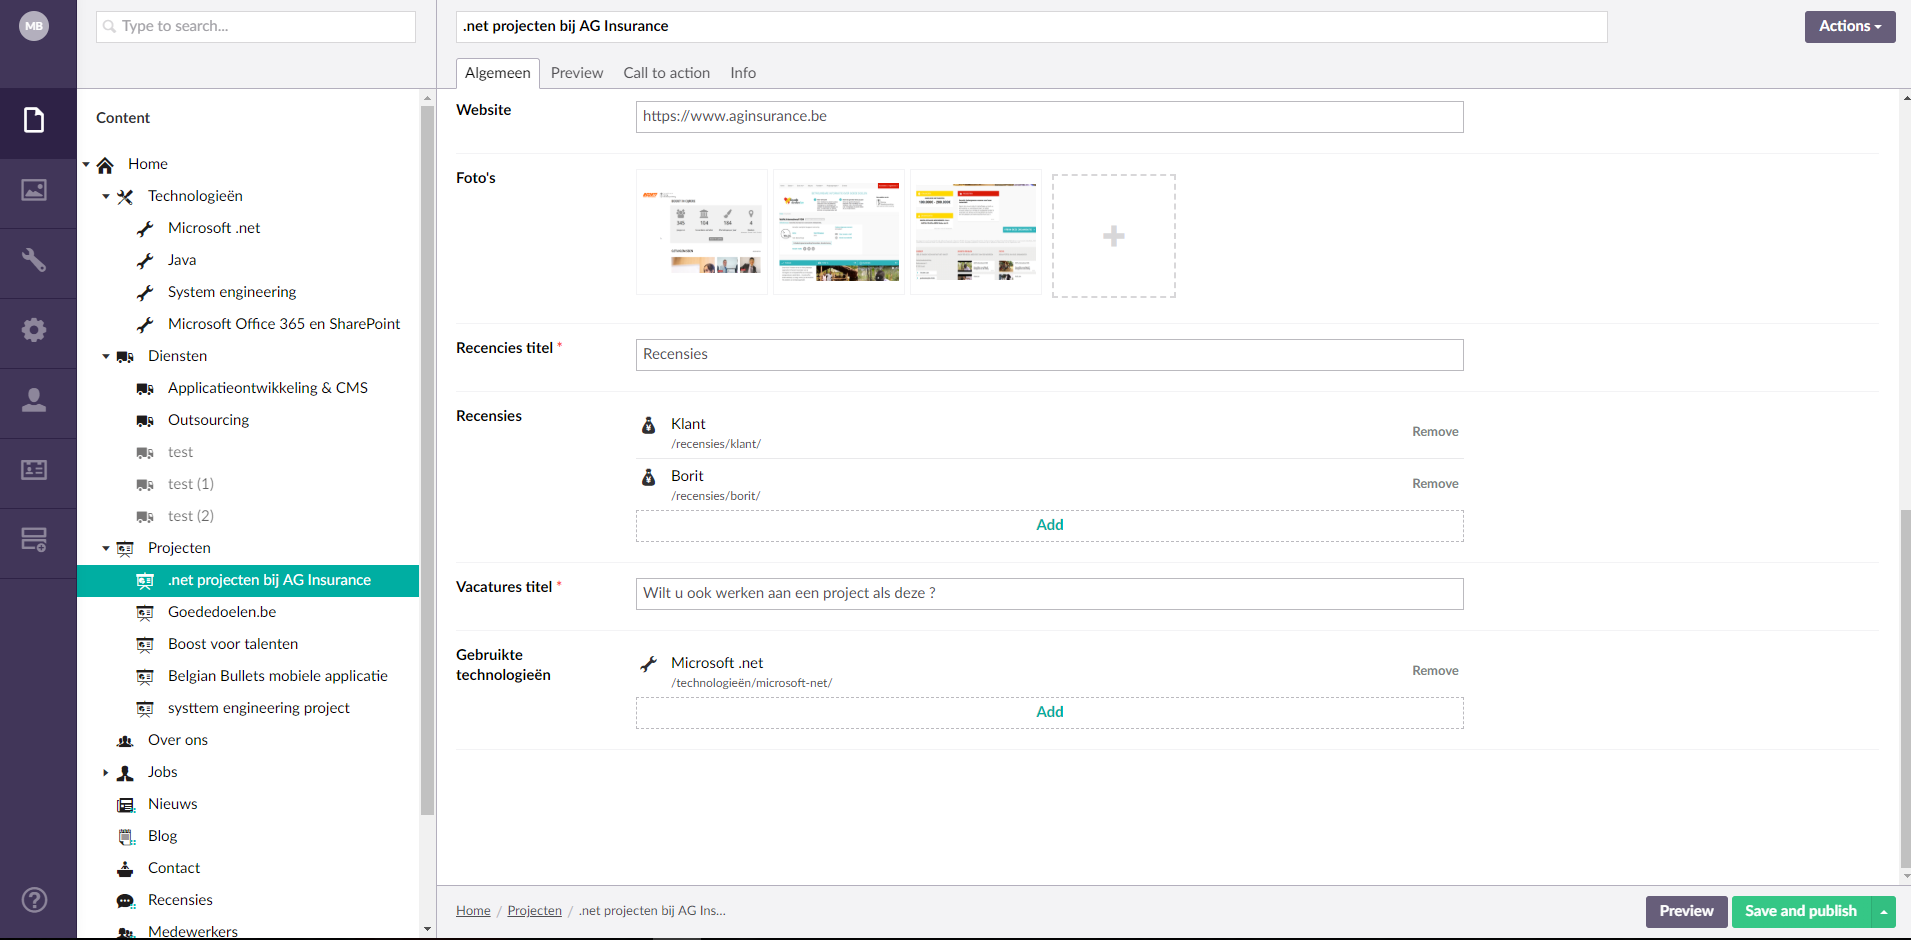 MB
Type to search...
Content
Home
Technologieën
Microsoft .net
Java
System engineering
Microsoft Office 365 en SharePoint
Diensten
Applicatieontwikkeling & CMS
Outsourcing
test
test (1)
test (2)
Projecten
.net projecten bij AG Insurance
Goededoelen.be
Boost voor talenten
Belgian Bullets mobiele applicatie
systtem engineering project
Over ons
Jobs
Nieuws
Blog
Contact
Recensies
Medewerkers
.net projecten bij AG Insurance
Actions
Algemeen Preview Call to action Info
Website
https://www.aginsurance.be
Foto's
Recencies titel *
Recensies
Recensies
Klant
/recensies/klant/
Remove
Borit
/recensies/borit/
Remove
Add
Vacatures titel *
Wilt u ook werken aan een project als deze ?
Gebruikte
technologieën
Microsoft .net
/technologieën/microsoft-net/
Remove
Add
Home / Projecten / .net projecten bij AG Ins...
Preview
Save and publish